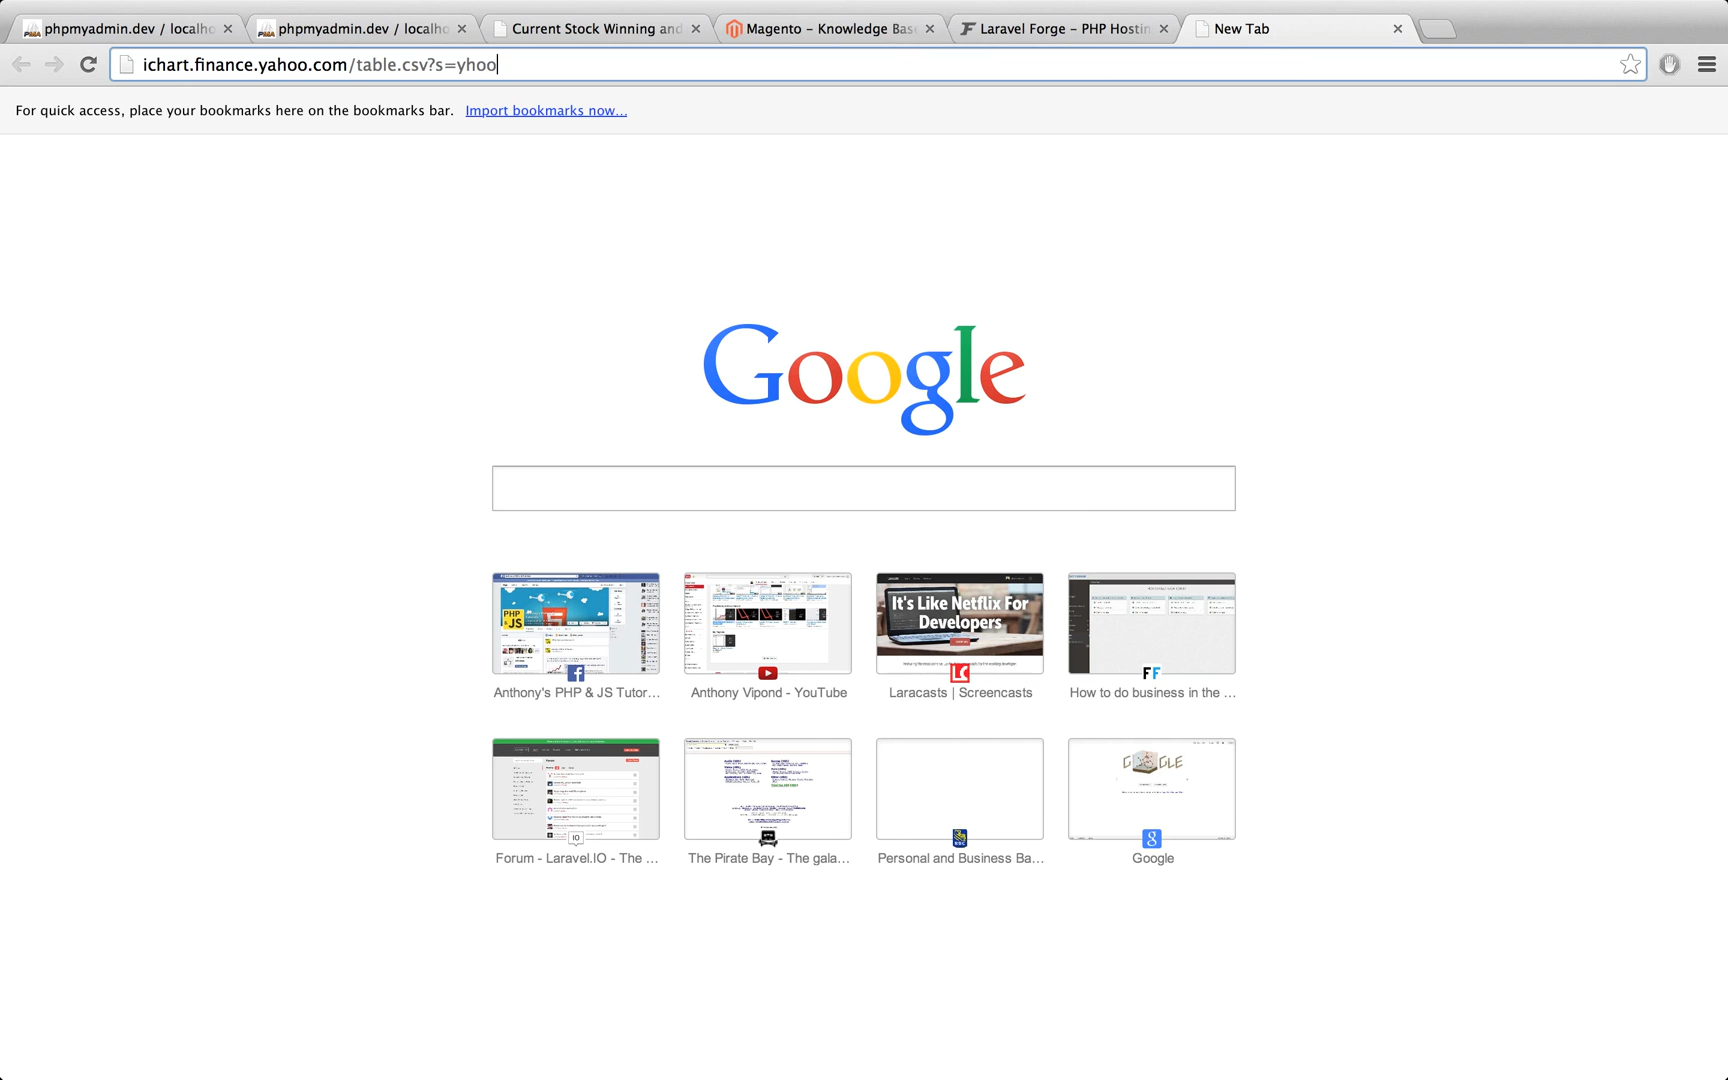 phpmyadmin.dev / localho
phpmyadmin.dev / localho
Current Stock Winning and
Magento – Knowledge Bas
Laravel Forge – PHP Hostin
New Tab
ichart.finance.yahoo.com/table.csv?s=yhoo
For quick access, place your bookmarks here on the bookmarks bar. Import bookmarks now...
Google
PHP
& JS
It's Like Netflix For
Developers
Anthony's PHP & JS Tutor...
Anthony Vipond - YouTube
Laracasts | Screencasts
How to do business in the ...
Forum - Laravel.IO - The ...
The Pirate Bay - The gala...
Personal and Business Ba...
Google